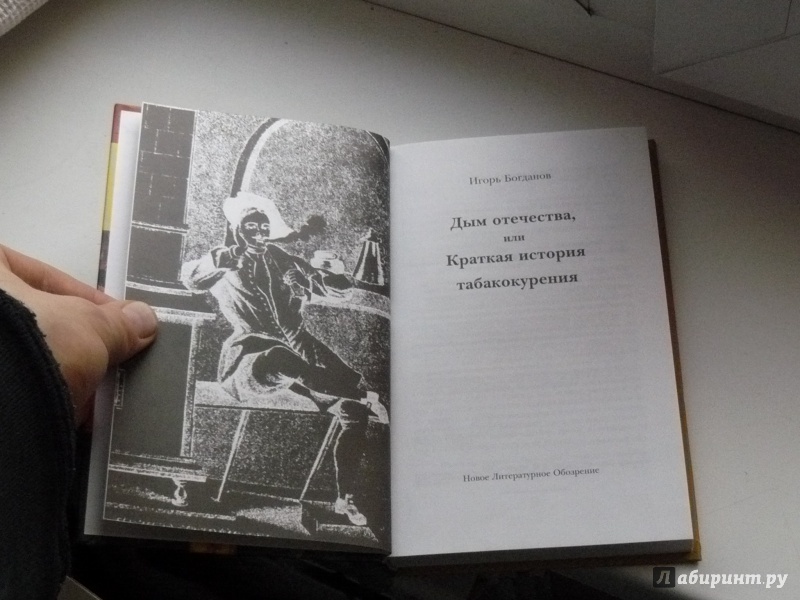 Игорь Богданов
Дым отечества,
или
Краткая история
табакокурения
Новое Литературное Обозрение
Лабиринт.ру